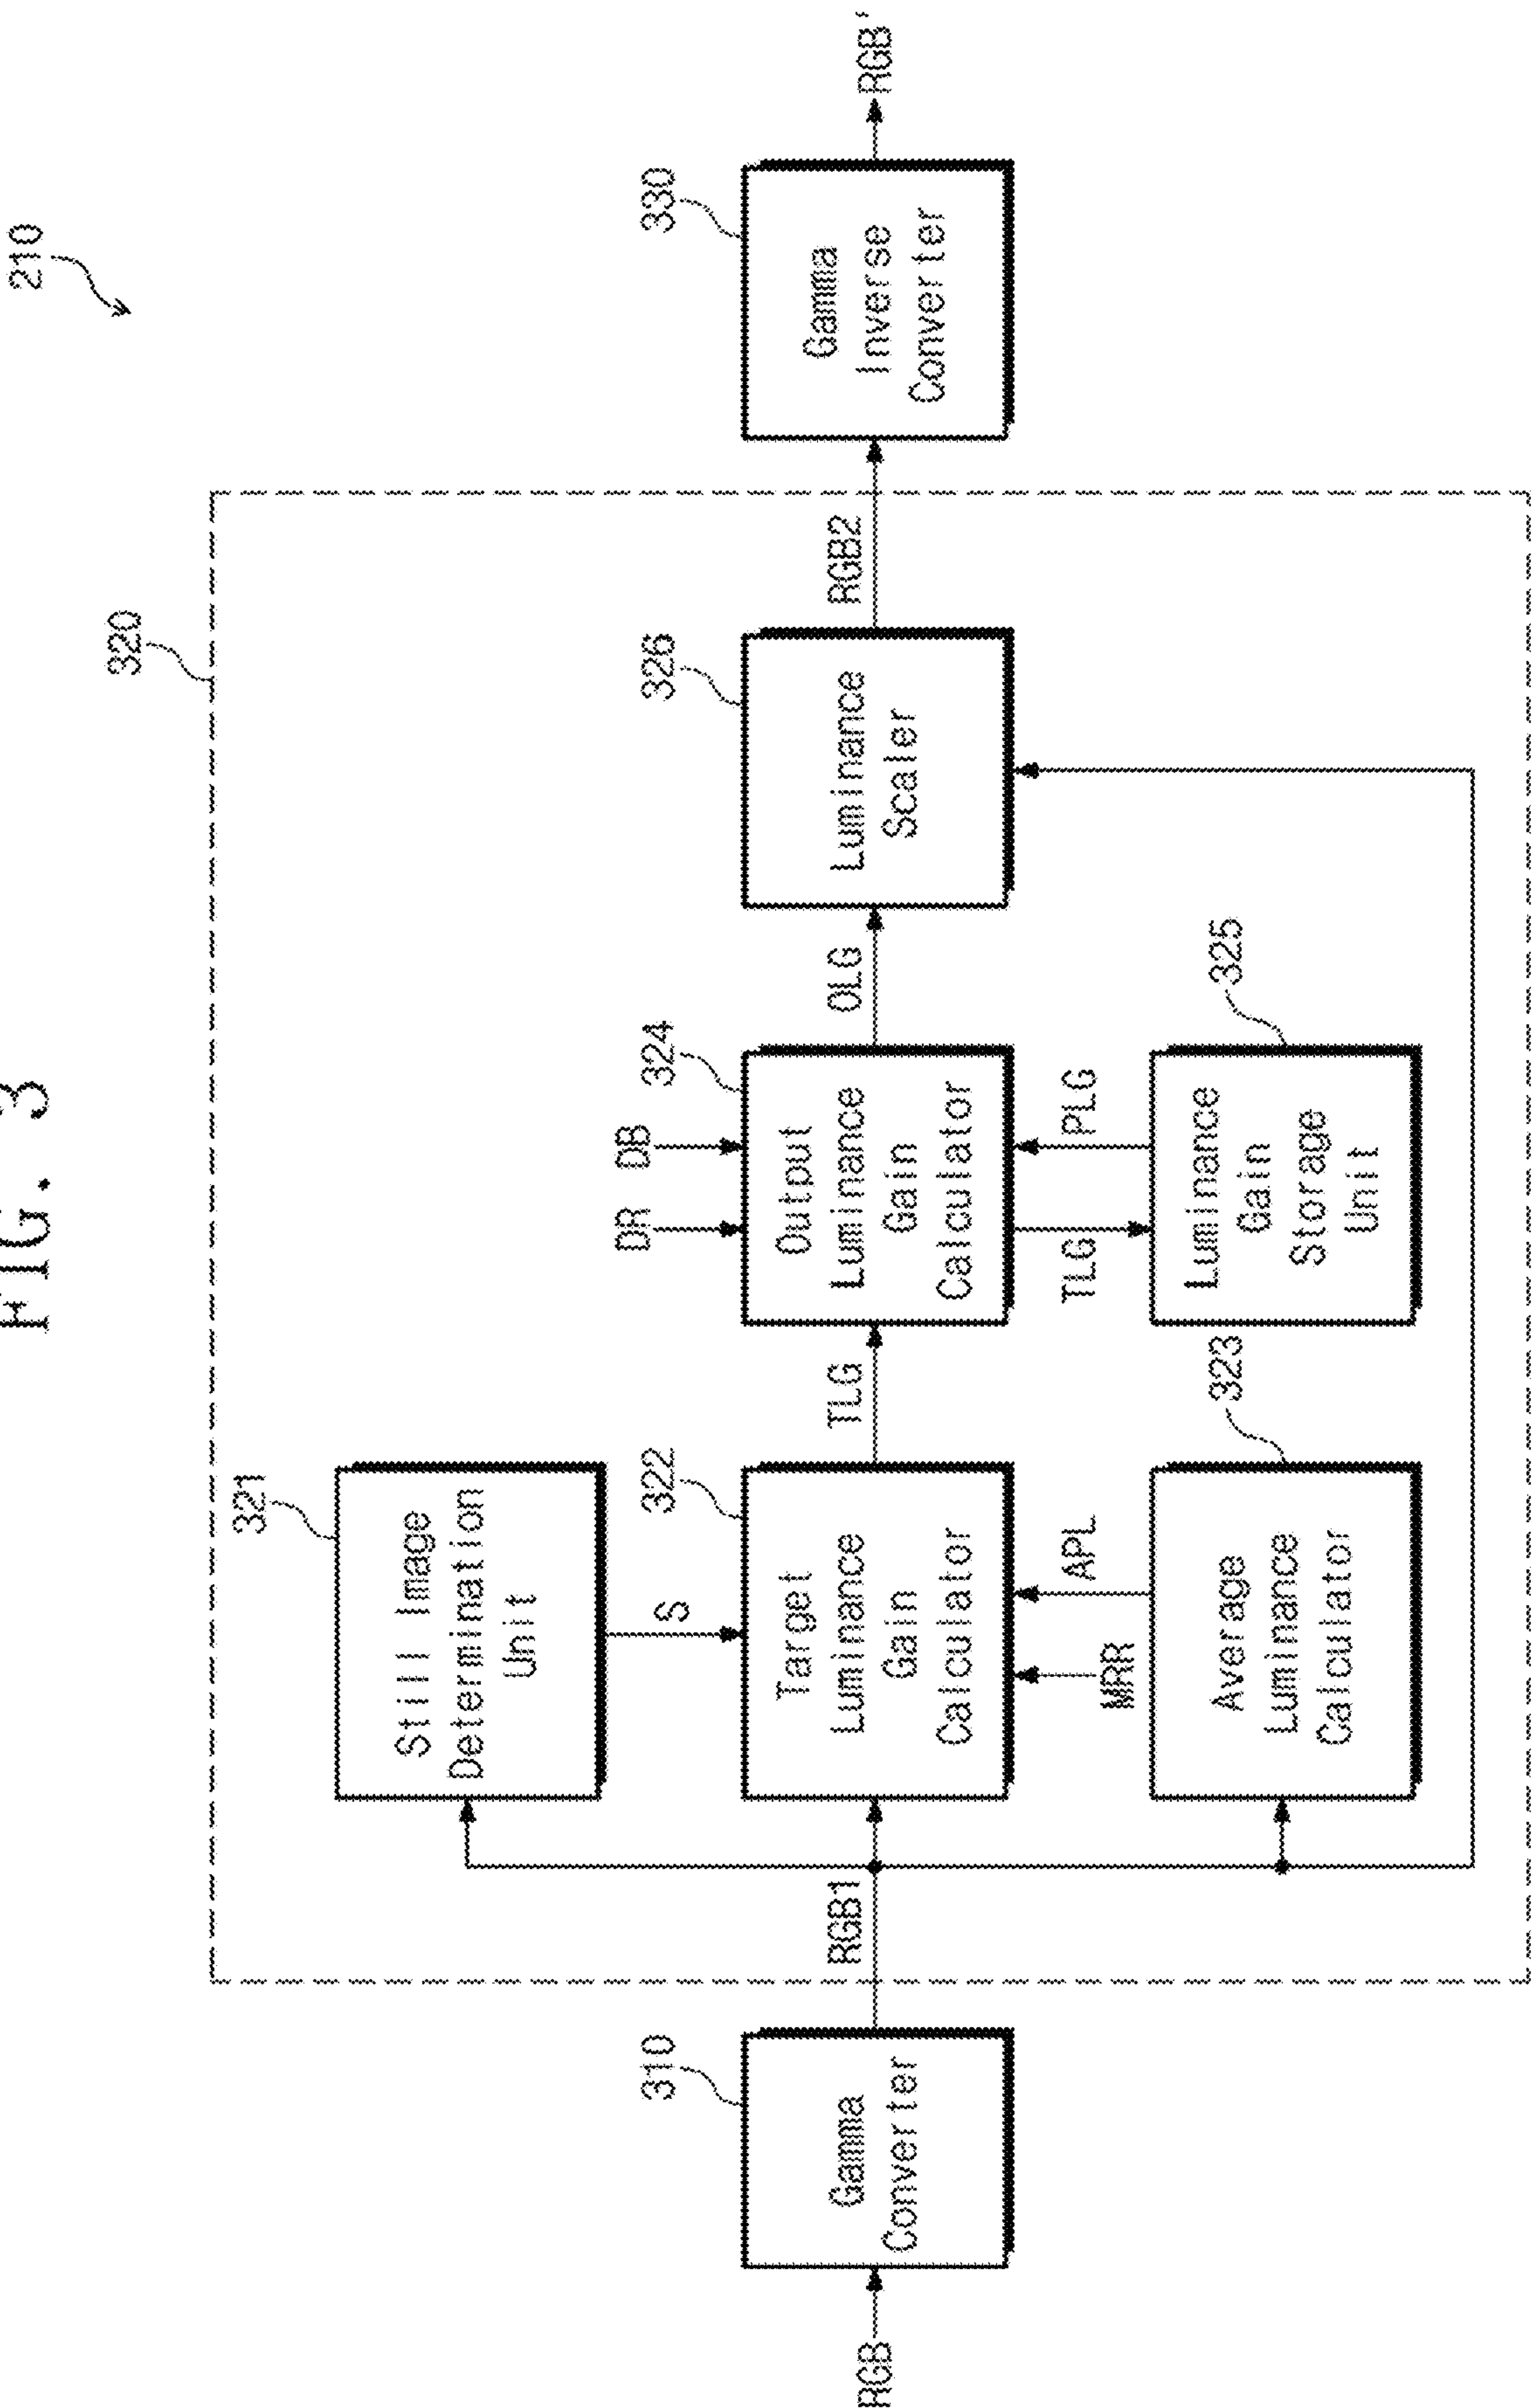 FIG. 3
210
320
321
Still Image
Determination
Unit
S
310
322
324
326
330
DR
DB
RGB
Gamma
Converter
RGB1
Target
Luminance
Gain
Calculator
TLG
Output
Luminance
Gain
Calculator
OLG
Luminance
Scaler
RGB2
Gamma
Inverse
Converter
RGB'
MRR
APL
TLG
PLG
323
325
Average
Luminance
Calculator
Luminance
Gain
Storage
Unit